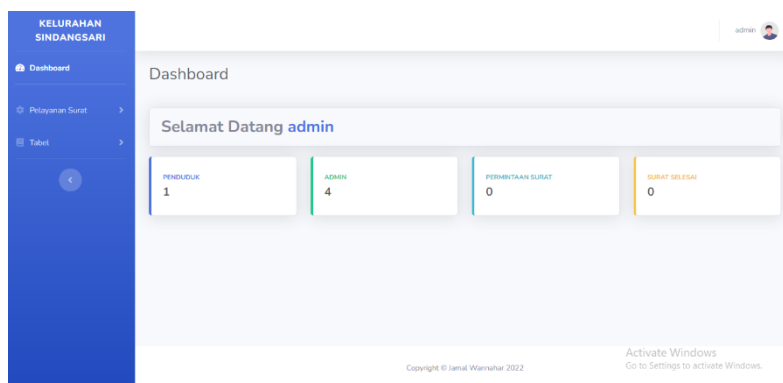 KELURAHAN
SINDANGSARI
admin
Dashboard
Pelayanan Surat
Tabel
Dashboard
Selamat Datang admin
PENDUDUK
1
ADMIN
4
PERMINTAAN SURAT
0
SURAT SELESAI
0
Copyright © Jamal Wannahar 2022
Activate Windows
Go to Settings to activate Windows.